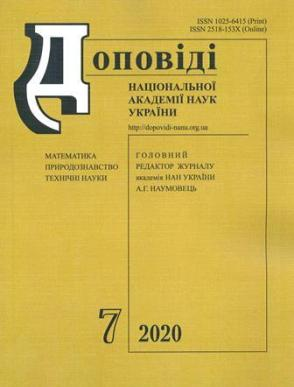 ISSN 1025-6415 (Print)
ISSN 2518-153X (Online)
Доповіді
НАЦІОНАЛЬНОЇ
АКАДЕМІЇ НАУК
УКРАЇНИ
http://dopovidi-nanu.org.ua
МАТЕМАТИКА
ПРИРОДОЗНАВСТВО
ТЕХНІЧНІ НАУКИ
ГОЛОВНИЙ
РЕДАКТОР ЖУРНАЛУ
академік НАН УКРАЇНИ
А.Г. НАУМОВЕЦЬ
7 2020